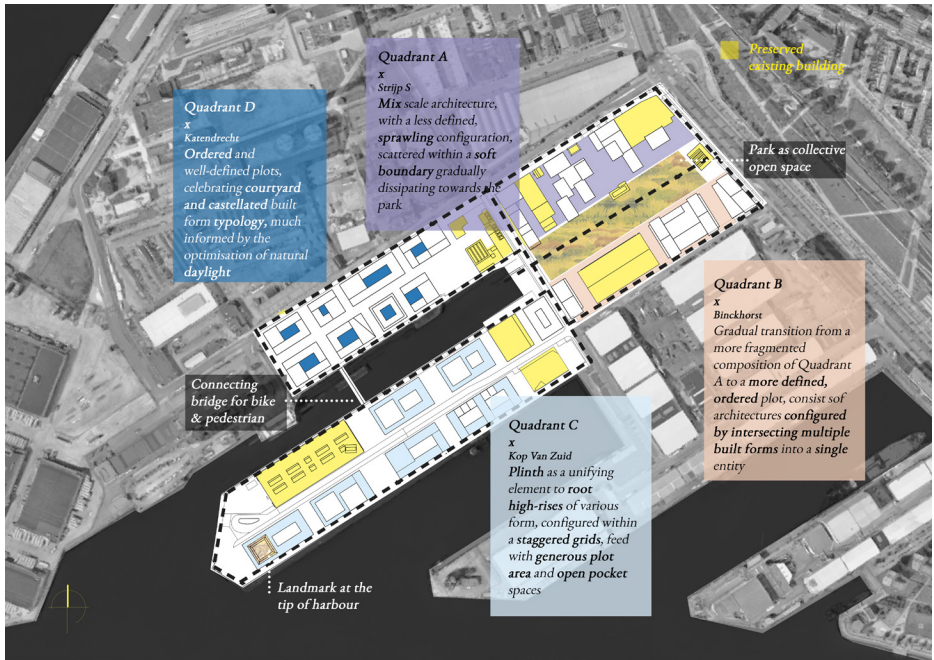 Quadrant D
x
Katendrecht
Ordered and
well-defined plots,
celebrating courtyard
and castellated built
form typology, much
informed by the
optimisation of natural
daylight
Quadrant A
x
Strijp S
Mix scale architecture,
with a less defined,
sprawling configuration,
scattered within a soft
boundary gradually
dissipating towards the
park
Preserved
existing building
Park as collective
open space
Quadrant B
x
Binckhorst
Gradual transition from a
more fragmented
composition of Quadrant
A to a more defined,
ordered plot, consist sof
architectures configured
by intersecting multiple
built forms into a single
entity
Connecting
bridge for bike
& pedestrian
Quadrant C
x
Kop Van Zuid
Plinth as a unifying
element to root
high-rises of various
form, configured within
a staggered grids, feed
with generous plot
area and open pocket
spaces
Landmark at the
tip of harbour